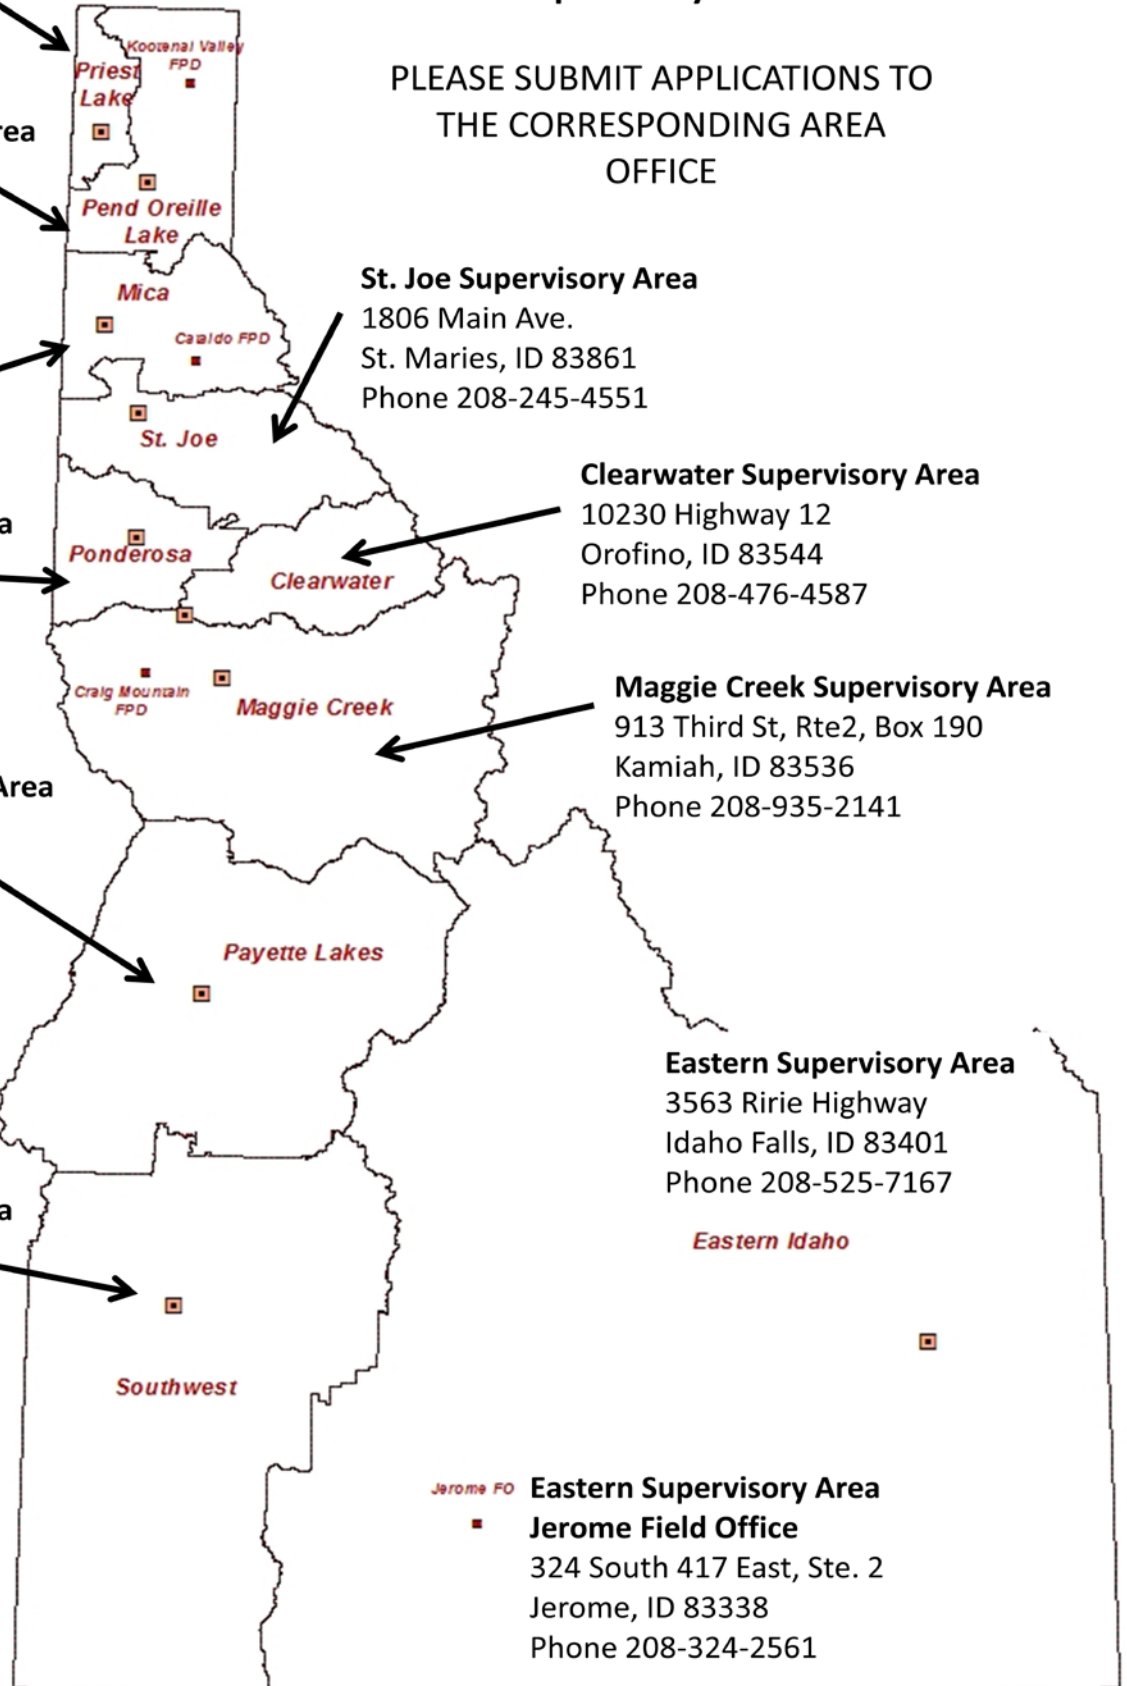 PLEASE SUBMIT APPLICATIONS TO
THE CORRESPONDING AREA
OFFICE
Kootenai Valley
FPD
Priest
Lake
rea
Pend Oreille
Lake
Mica
Cataldo FPD
St. Joe Supervisory Area
1806 Main Ave.
St. Maries, ID 83861
Phone 208-245-4551
St. Joe
Clearwater Supervisory Area
10230 Highway 12
Orofino, ID 83544
Phone 208-476-4587
a
Ponderosa
Clearwater
Maggie Creek Supervisory Area
913 Third St, Rte2, Box 190
Kamiah, ID 83536
Phone 208-935-2141
Craig Mountain
FPD
Maggie Creek
Area
Payette Lakes
Eastern Supervisory Area
3563 Ririe Highway
Idaho Falls, ID 83401
Phone 208-525-7167
a
Eastern Idaho
Southwest
Jerome FO
Eastern Supervisory Area
Jerome Field Office
324 South 417 East, Ste. 2
Jerome, ID 83338
Phone 208-324-2561